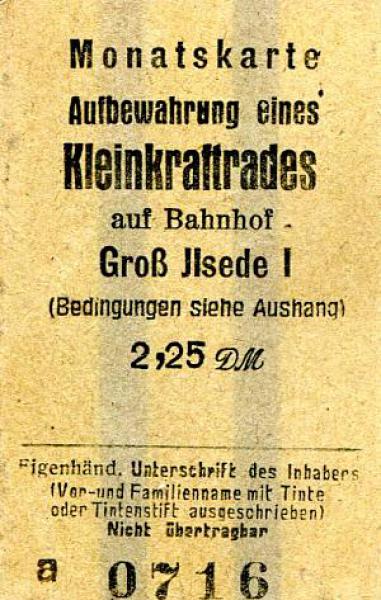 Monatskarte
Aufbewahrung eines
Kleinkraftrades
auf Bahnhof
Groß Jlsede I
(Bedingungen siehe Aushang)
2,25 DM
Eigenhänd. Unterschrift des Inhabers
(Vor-und Familienname mit Tinte
oder Tintenstift ausgeschrieben)
Nicht übertragbar
a 0716